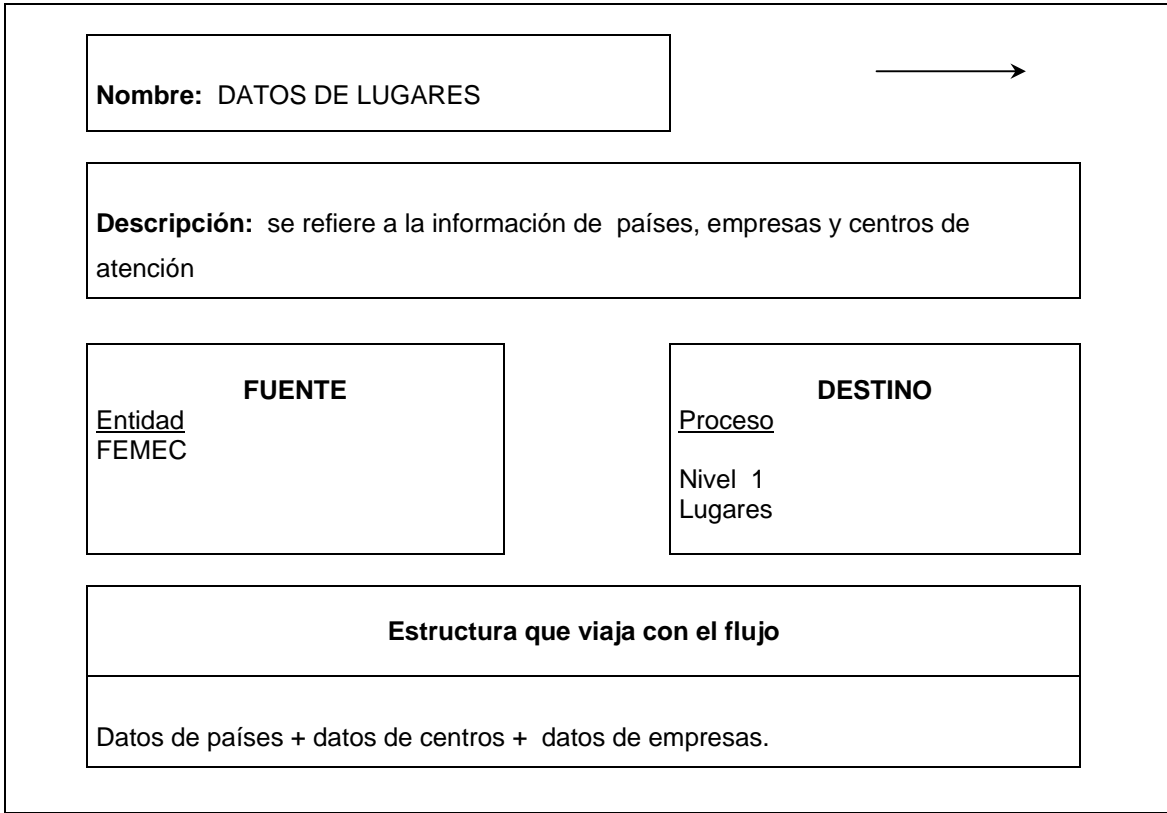 Nombre: DATOS DE LUGARES
Descripción: se refiere a la información de países, empresas y centros de
atención
FUENTE
Entidad
FEMEC
DESTINO
Proceso
Nivel 1
Lugares
Estructura que viaja con el flujo
Datos de países + datos de centros + datos de empresas.